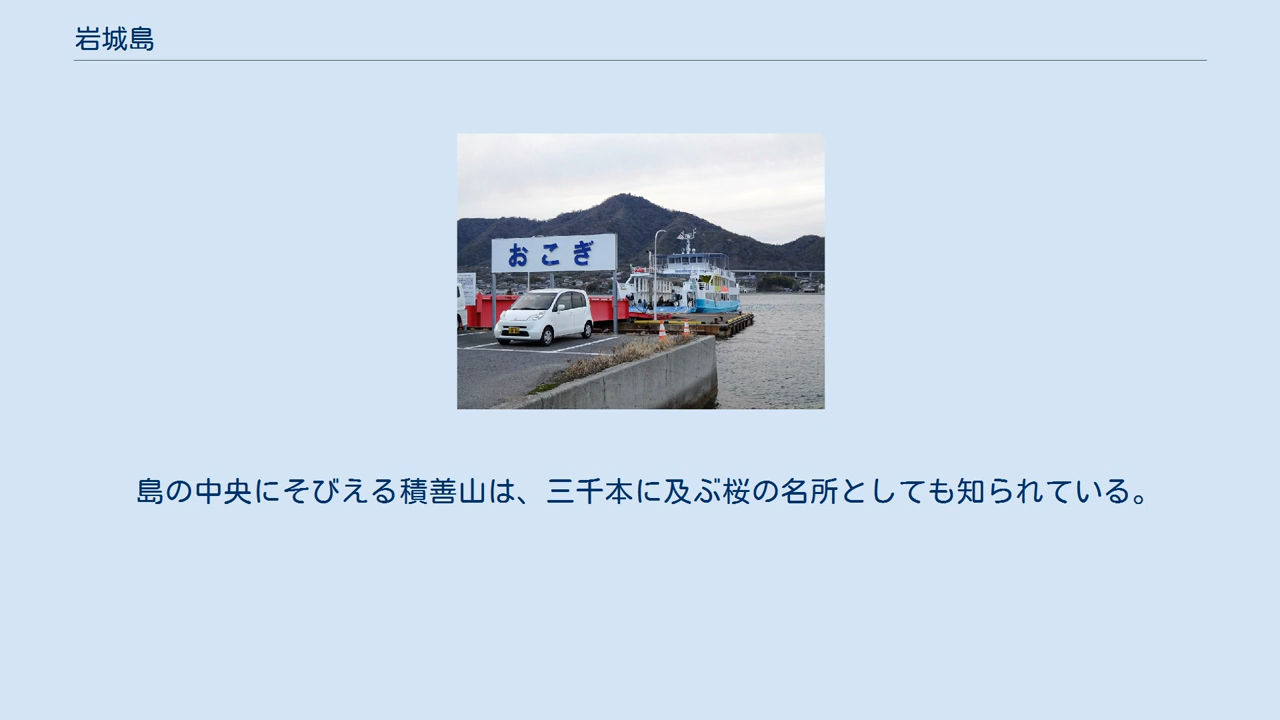 岩城島
おこぎ
島の中央にそびえる積善山は、三千本に及ぶ桜の名所としても知られている。